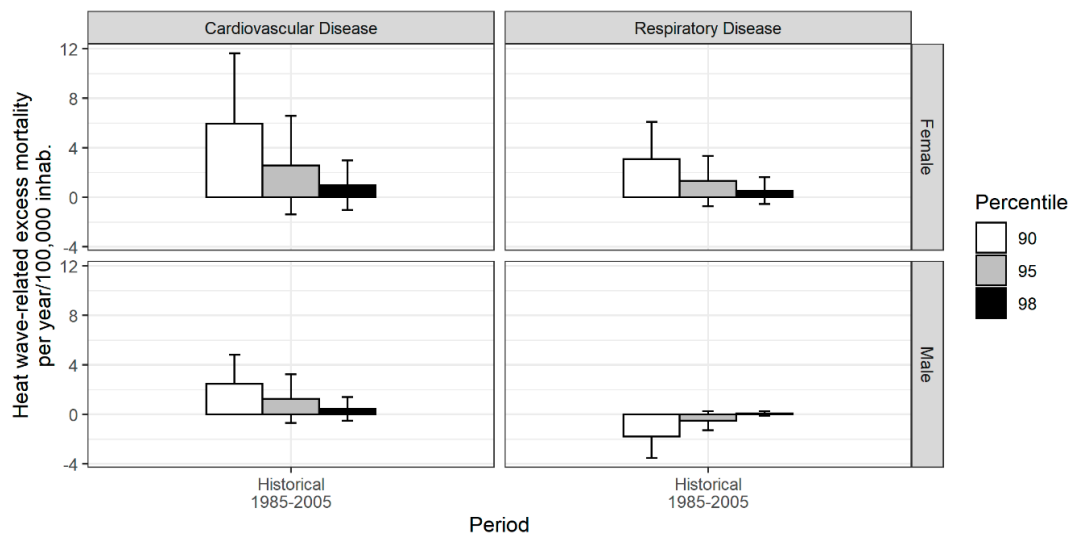 Cardiovascular Disease
Respiratory Disease
Heat wave-related excess mortality
per year/100,000 inhab.
12
8
4
0
-4
Female
12
8
4
0
-4
Male
Historical
1985-2005
Historical
1985-2005
Period
Percentile
90
95
98